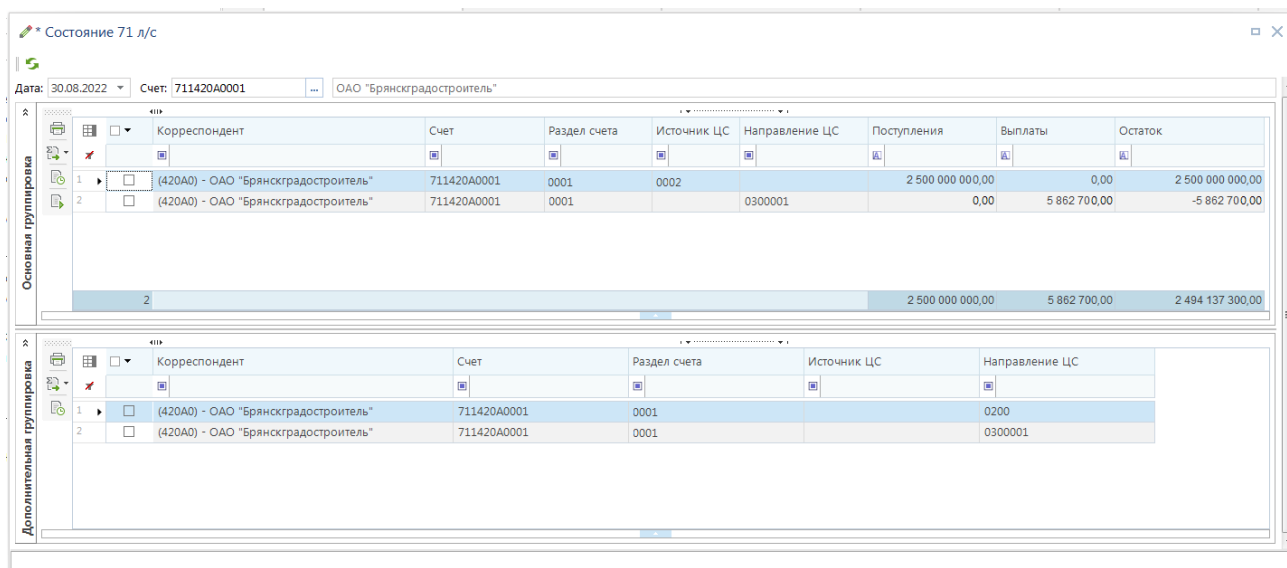 * Состояние 71 л/с
Дата: 30.08.2022 Счет: 711420А0001 ... ОАО "Брянскградостроитель"
Основная группировка
Корреспондент Счет Раздел счета Источник ЦС Направление ЦС Поступления Выплаты Остаток
1 (420А0) - ОАО "Брянскградостроитель" 711420А0001 0001 0002 2 500 000 000,00 0,00 2 500 000 000,00
2 (420А0) - ОАО "Брянскградостроитель" 711420А0001 0001 0300001 0,00 5 862 700,00 -5 862 700,00
2 2 500 000 000,00 5 862 700,00 2 494 137 300,00
Дополнительная группировка
Корреспондент Счет Раздел счета Источник ЦС Направление ЦС
1 (420А0) - ОАО "Брянскградостроитель" 711420А0001 0001 0200
2 (420А0) - ОАО "Брянскградостроитель" 711420А0001 0001 0300001